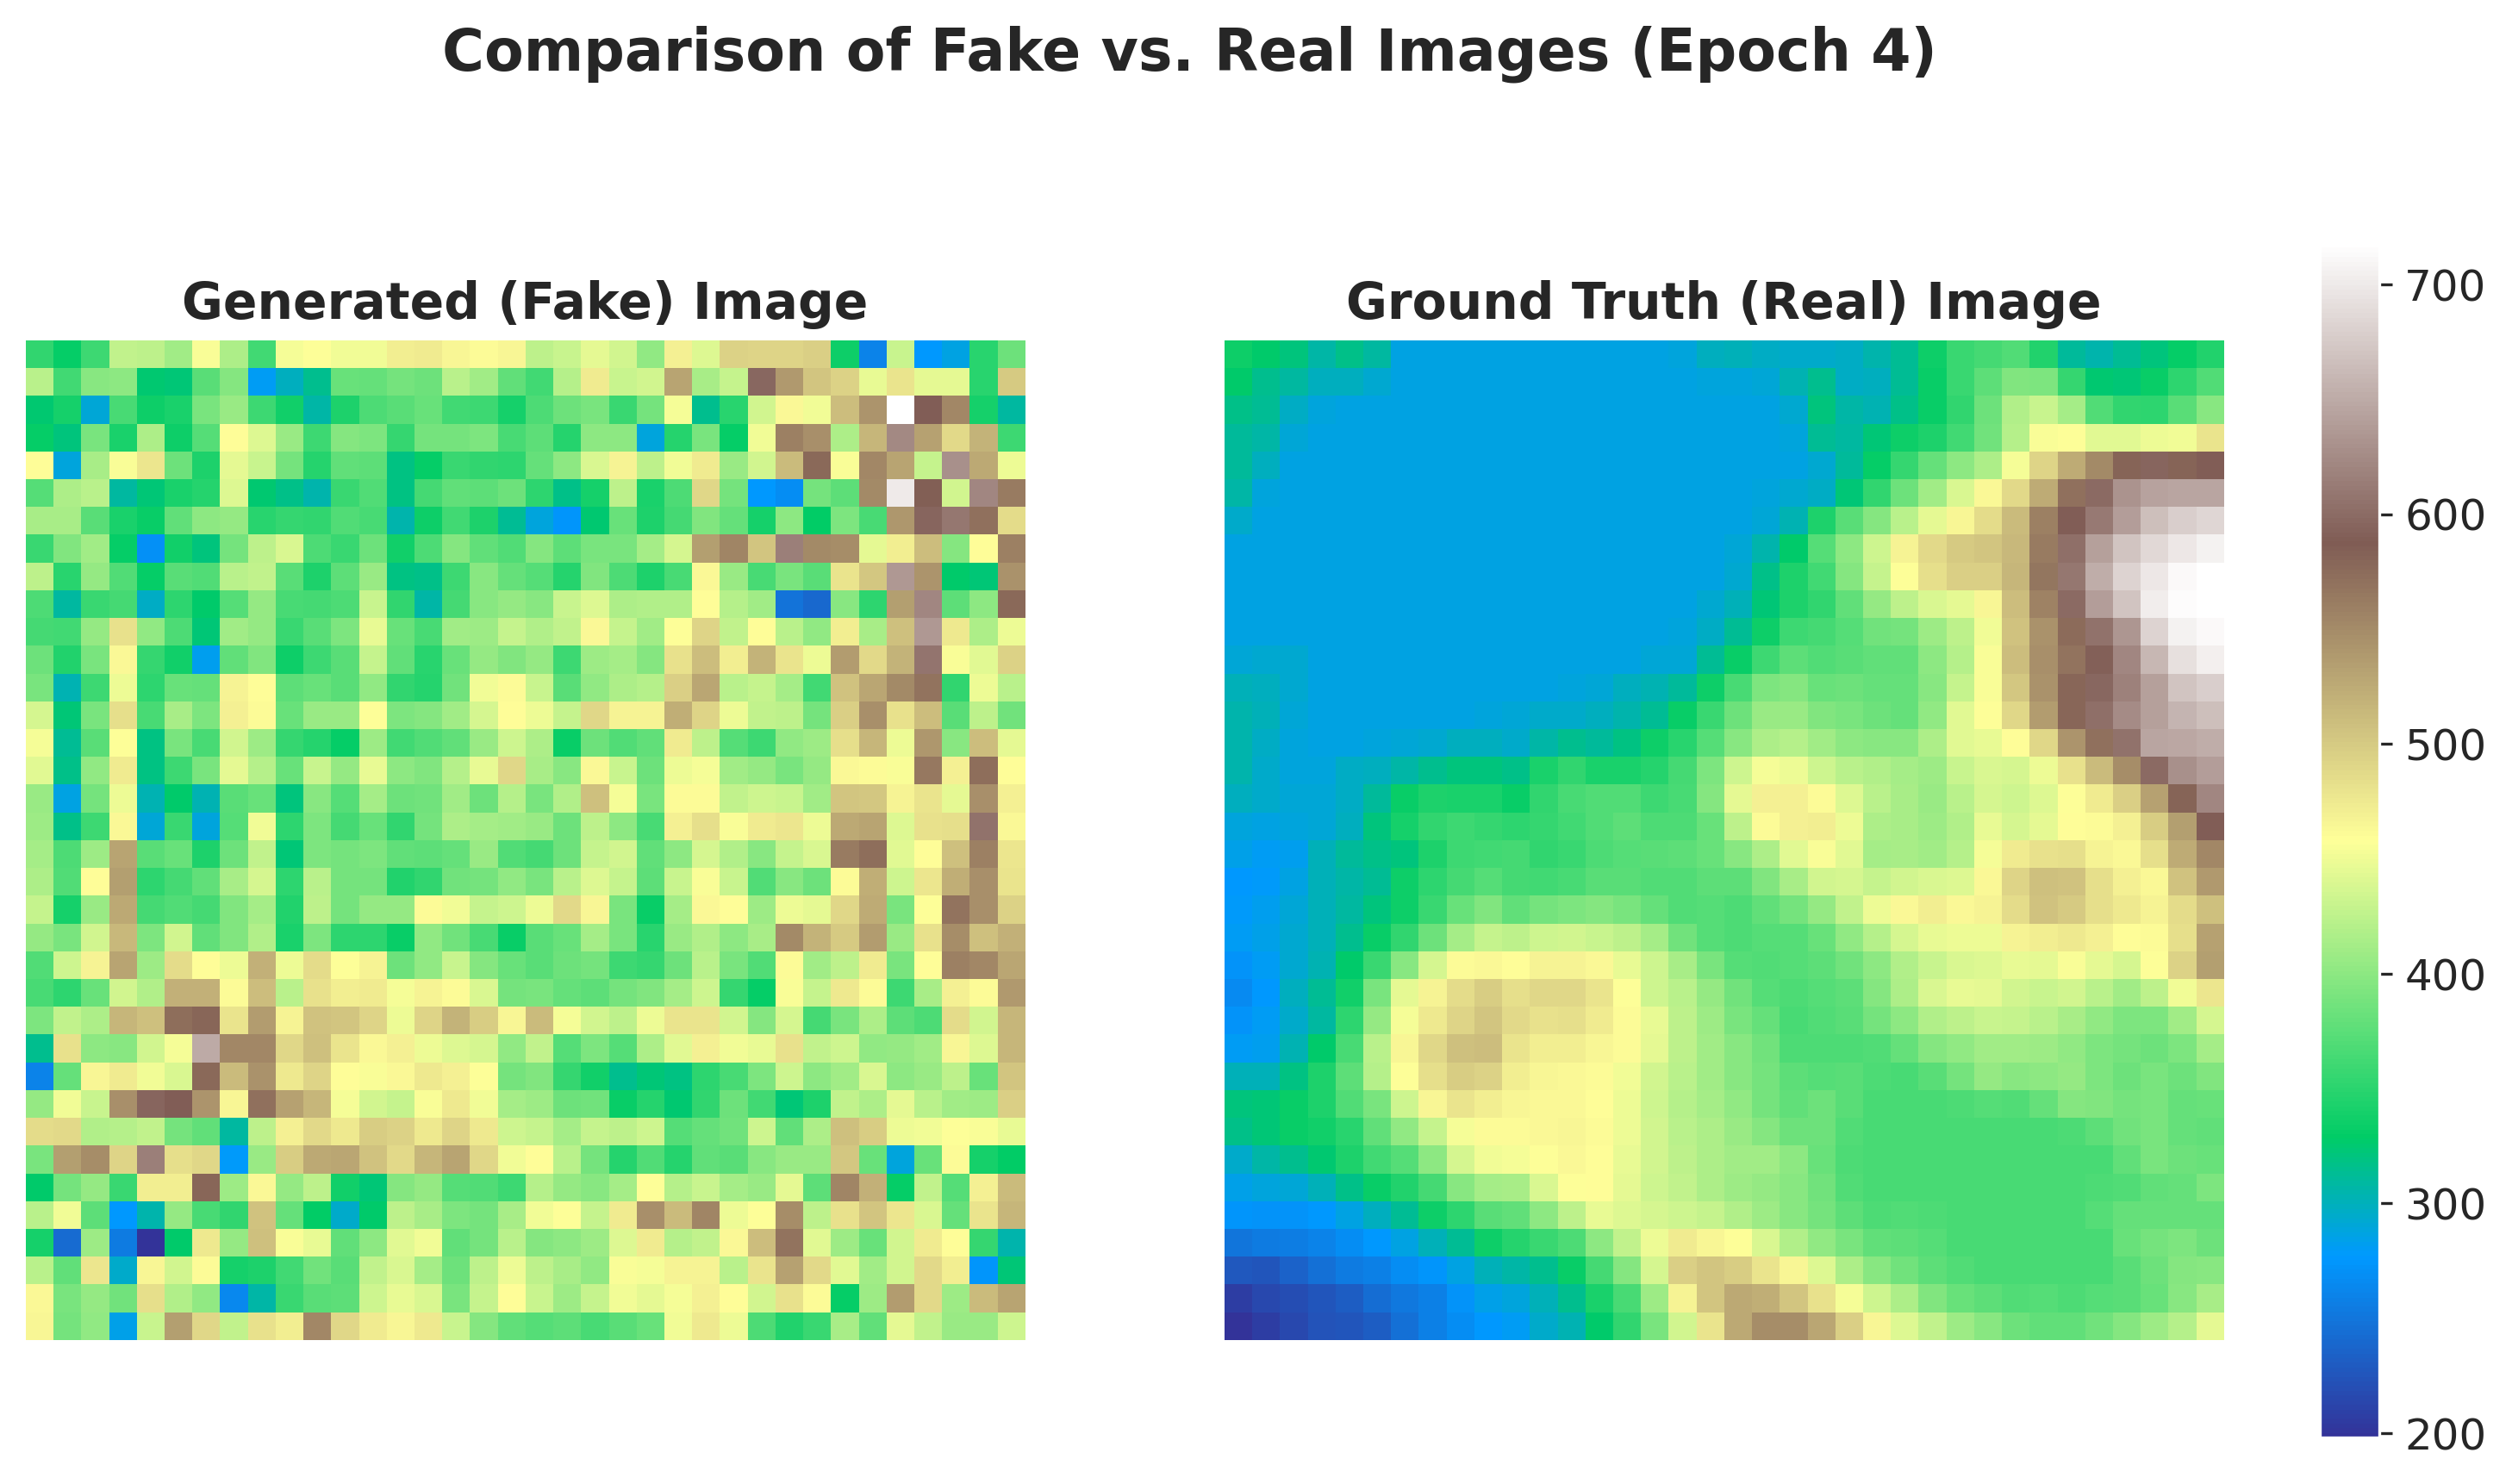 Comparison of Fake vs. Real Images (Epoch 4)
Generated (Fake) Image
Ground Truth (Real) Image
700
600
500
400
300
200